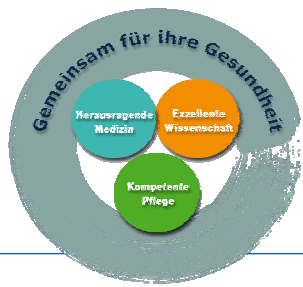 Gemeinsam für ihre Gesundheit
Herausragende
Medizin
Exzellente
Wissenschaft
Kompetente
Pflege